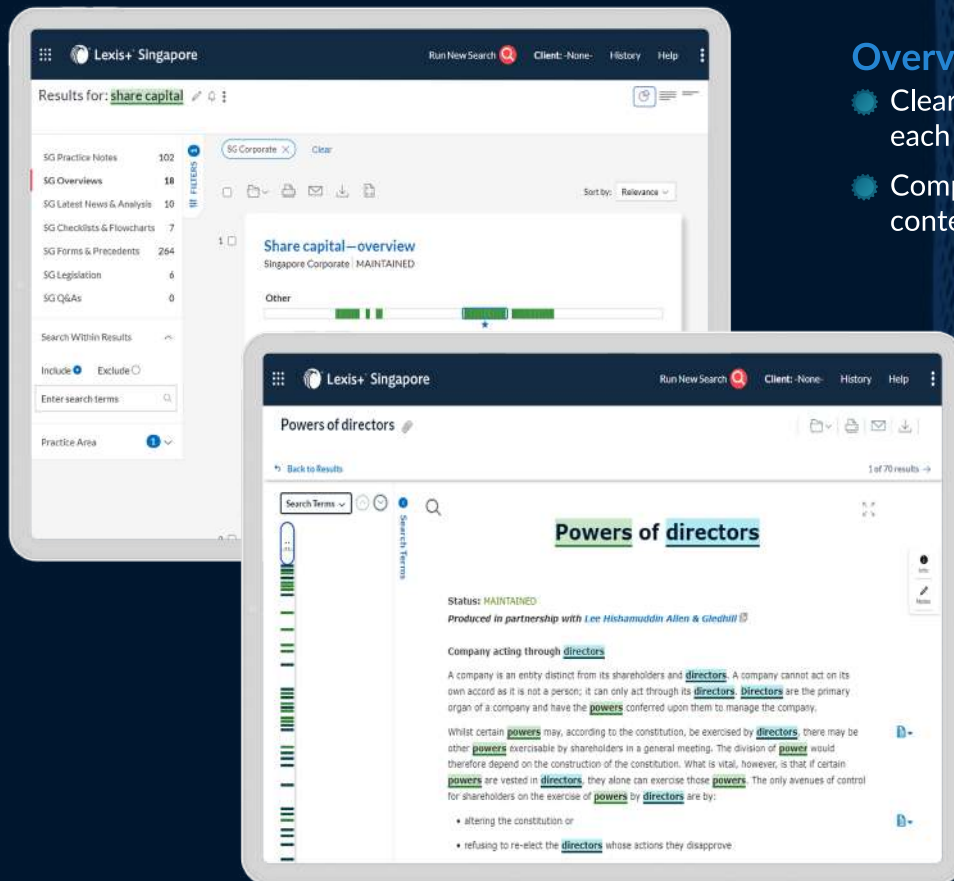 Lexis+ Singapore
Run New Search
Client: -None-
History
Help
Results for: share capital
SG Practice Notes 102
SG Overviews 18
SG Latest News & Analysis 10
SG Checklists & Flowcharts 7
SG Forms & Precedents 264
SG Legislation 6
SG Q&As 0
Search Within Results
Include Exclude
Enter search terms
Practice Area 1
1
FILTERS
SG Corporate × Clear
Sort by: Relevance
1
Share capital—overview
Singapore Corporate | MAINTAINED
Other
Overv
Clear
each
Comp
conte
Lexis+ Singapore
Run New Search
Client: -None-
History
Help
Powers of directors
Back to Results
1 of 70 results →
Search Terms
Search Terms
Powers of directors
Info
Notes
Status: MAINTAINED
Produced in partnership with Lee Hishamuddin Allen & Gledhill
Company acting through directors
A company is an entity distinct from its shareholders and directors. A company cannot act on its
own accord as it is not a person; it can only act through its directors. Directors are the primary
organ of a company and have the powers conferred upon them to manage the company.
Whilst certain powers may, according to the constitution, be exercised by directors, there may be
other powers exercisable by shareholders in a general meeting. The division of power would
therefore depend on the construction of the constitution. What is vital, however, is that if certain
powers are vested in directors, they alone can exercise those powers. The only avenues of control
for shareholders on the exercise of powers by directors are by:
• altering the constitution or
• refusing to re-elect the directors whose actions they disapprove